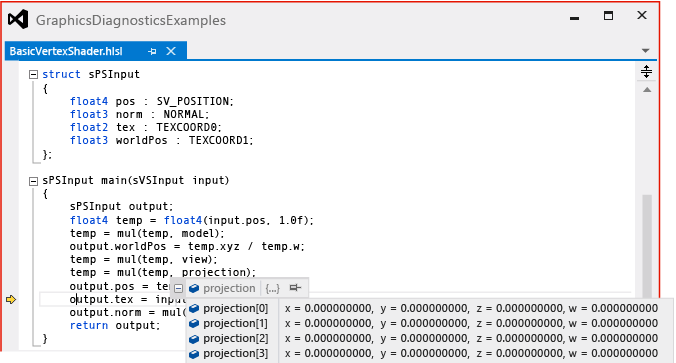 GraphicsDiagnosticsExamples
BasicVertexShader.hlsl
struct sPSInput
{
float4 pos : SV_POSITION;
float3 norm : NORMAL;
float2 tex : TEXCOORD0;
float3 worldPos : TEXCOORD1;
};
sPSInput main(sVSInput input)
{
sPSInput output;
float4 temp = float4(input.pos, 1.0f);
temp = mul(temp, model);
output.worldPos = temp.xyz / temp.w;
temp = mul(temp, view);
temp = mul(temp, projection);
output.pos = tem
projection {...}
output.tex = input
projection[0] x = 0.000000000, y = 0.000000000, z = 0.000000000, w = 0.000000000
output.norm = mul(
projection[1] x = 0.000000000, y = 0.000000000, z = 0.000000000, w = 0.000000000
return output;
projection[2] x = 0.000000000, y = 0.000000000, z = 0.000000000, w = 0.000000000
}
projection[3] x = 0.000000000, y = 0.000000000, z = 0.000000000, w = 0.000000000